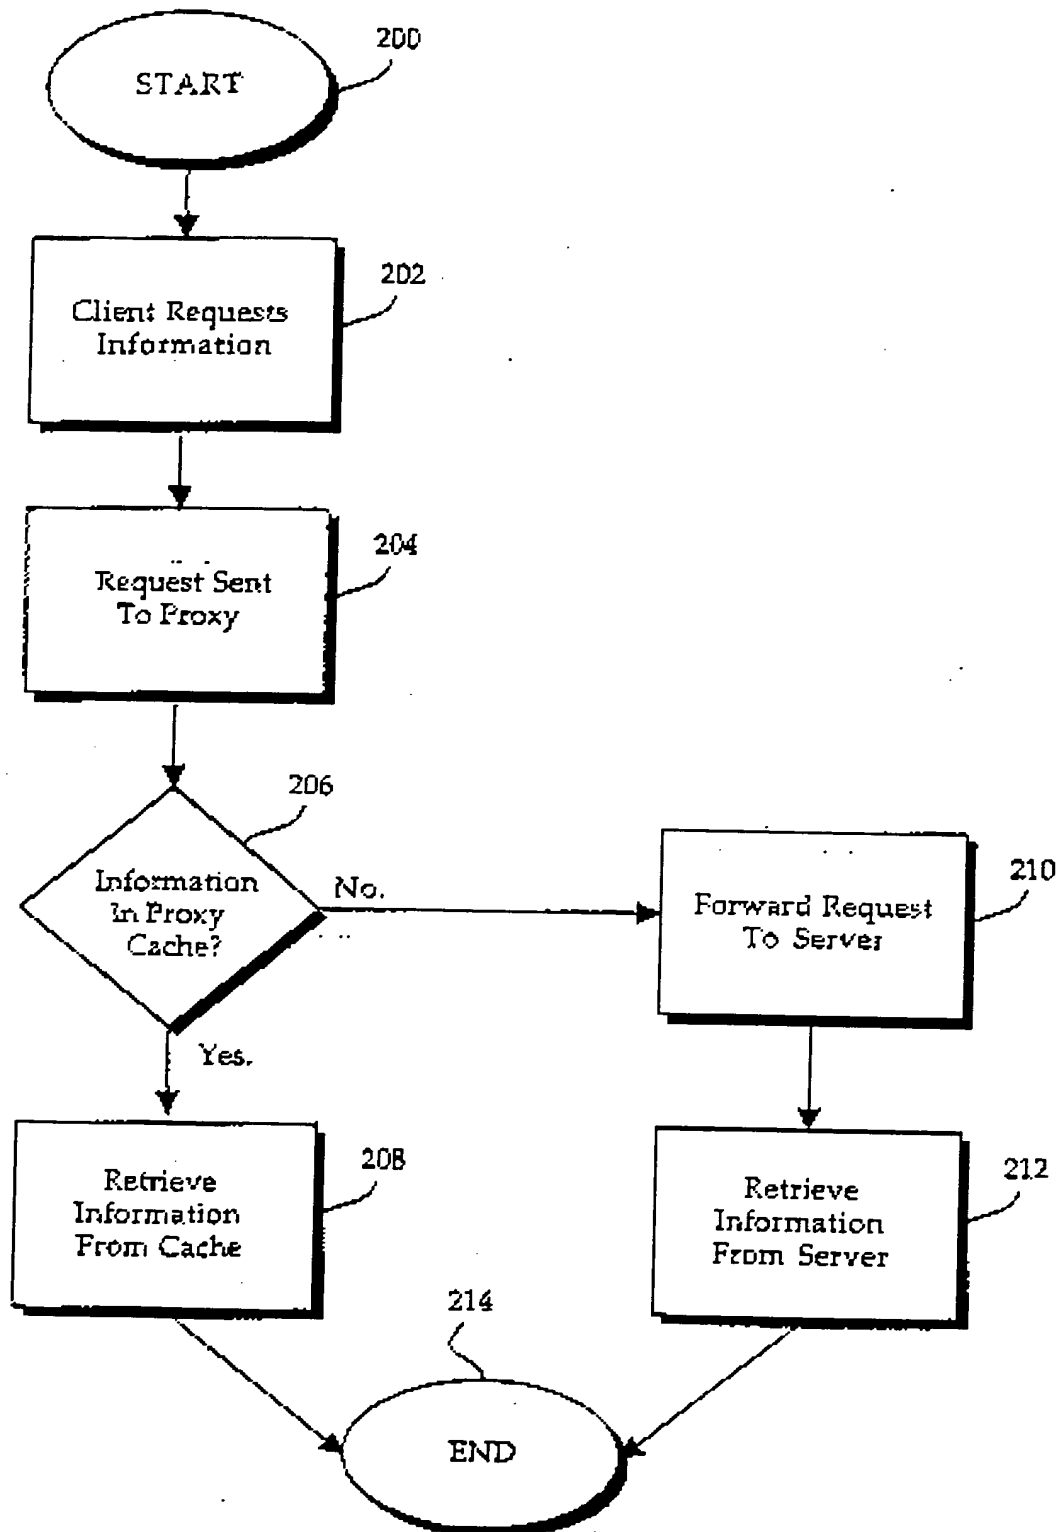 200
START
202
Client Requests
Information
204
Request Sent
To Proxy
206
Information
In Proxy
Cache?
No.
210
Forward Request
To Server
Yes.
208
Retrieve
Information
From Cache
212
Retrieve
Information
From Server
214
END